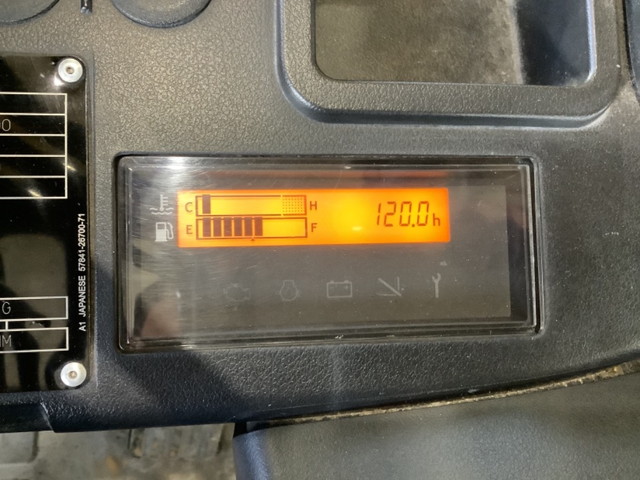 O
G
M
A1 JAPANESE 57841-26700-71
C H 120.0h
E F